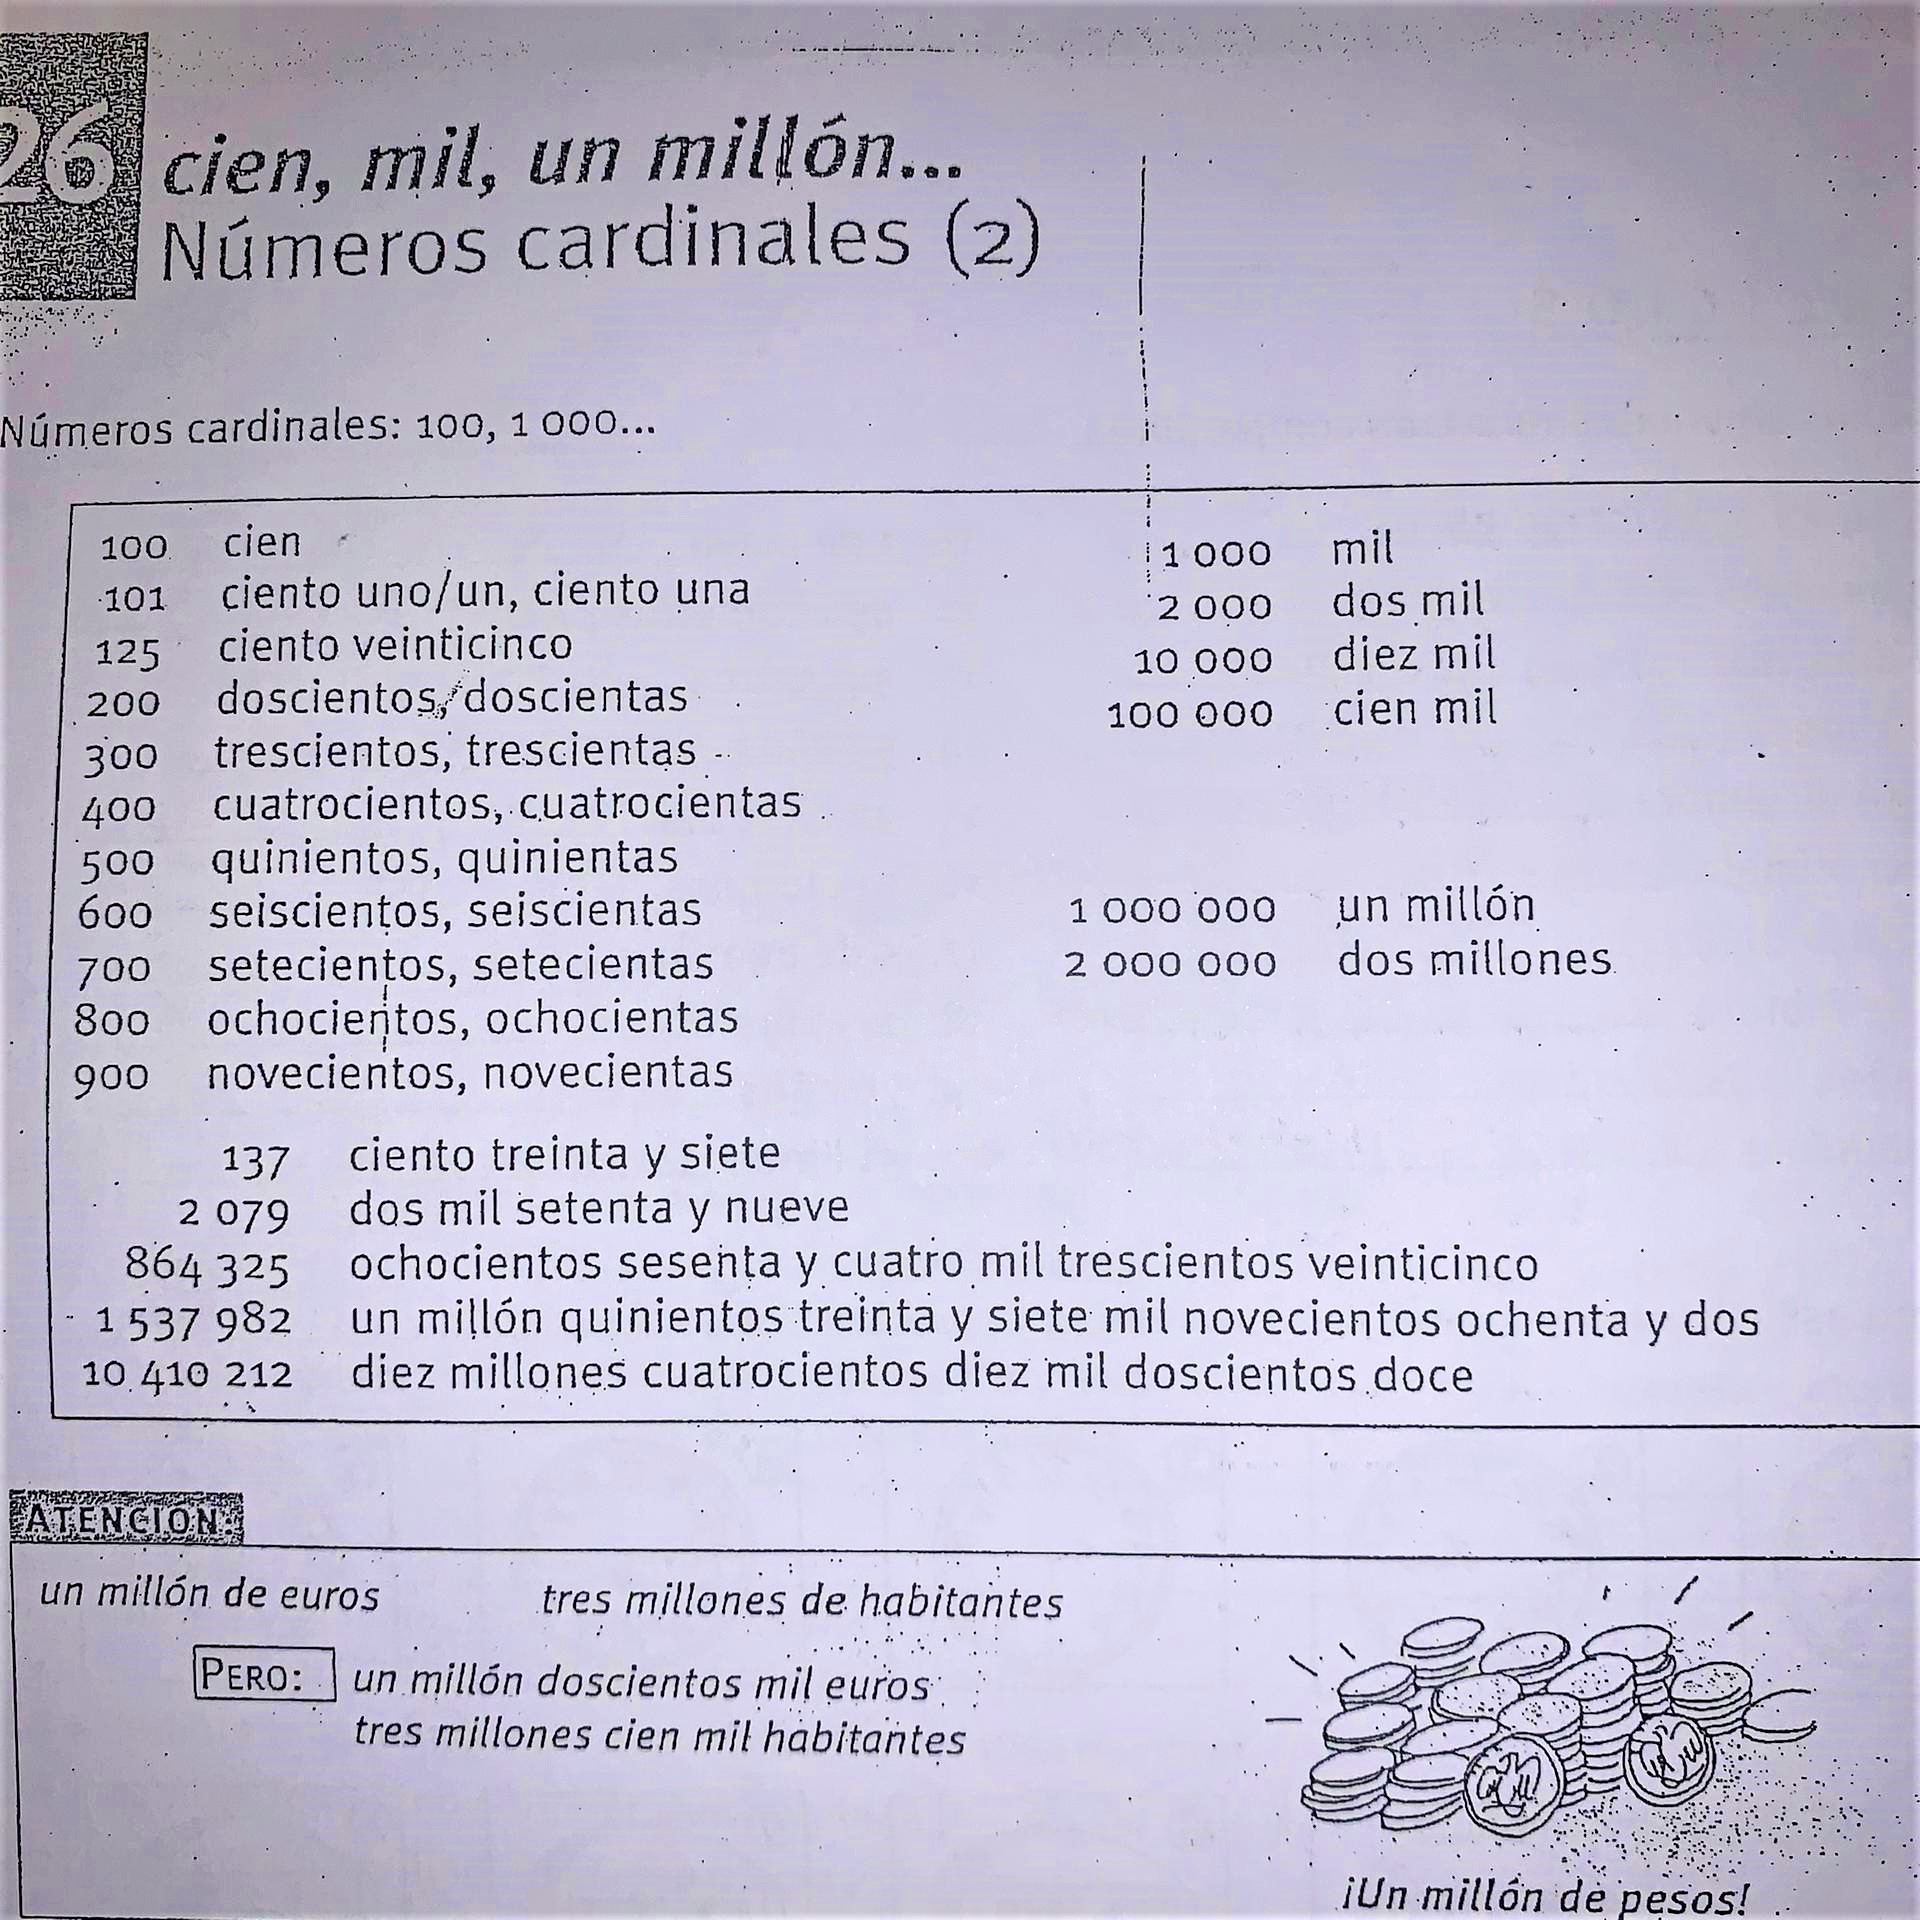 26
cien, mil, un millón...
Números cardinales (2)
Números cardinales: 100, 1 000...
100 cien
101 ciento uno/un, ciento una
125 ciento veinticinco
200 doscientos, doscientas
300 trescientos, trescientas
400 cuatrocientos, cuatrocientas
500 quinientos, quinientas
600 seiscientos, seiscientas
700 setecientos, setecientas
800 ochocientos, ochocientas
900 novecientos, novecientas
1 000 mil
2 000 dos mil
10 000 diez mil
100 000 cien mil
1 000 000 un millón
2 000 000 dos millones
137 ciento treinta y siete
2 079 dos mil setenta y nueve
864 325 ochocientos sesenta y cuatro mil trescientos veinticinco
1 537 982 un millón quinientos treinta y siete mil novecientos ochenta y dos
10 410 212 diez millones cuatrocientos diez mil doscientos doce
ATENCIÓN:
un millón de euros tres millones de habitantes
PERO: un millón doscientos mil euros
tres millones cien mil habitantes
¡Un millón de pesos!